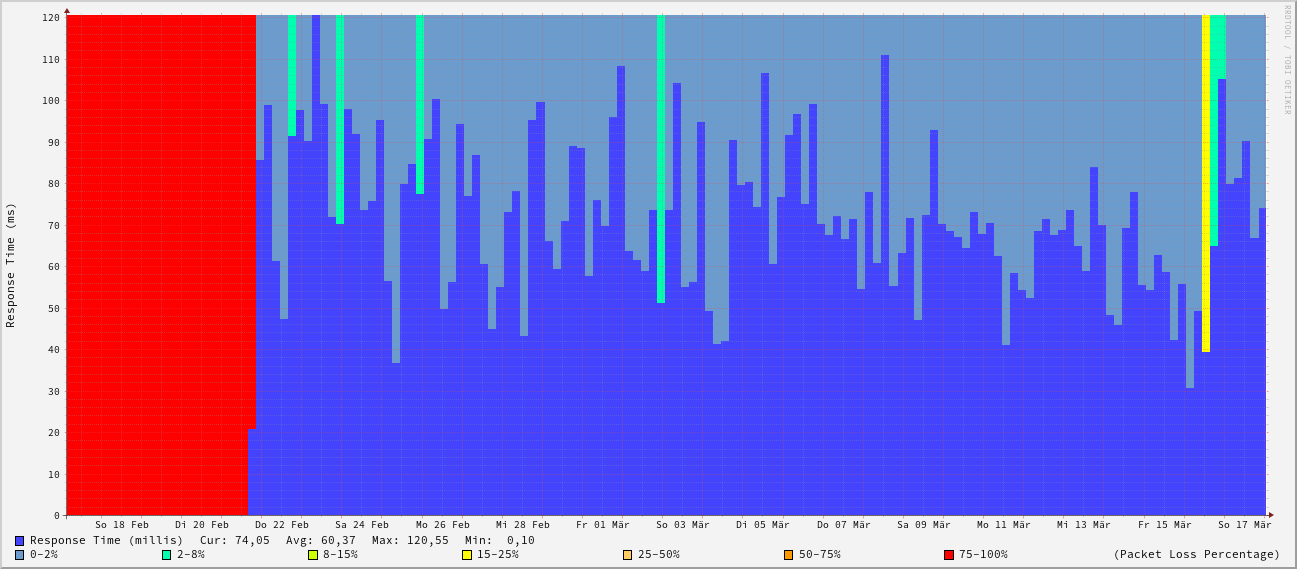 RRDTOOL / TOBI OETIKER
Response Time (ms)
120
110
100
90
80
70
60
50
40
30
20
10
0
So 18 Feb Di 20 Feb Do 22 Feb Sa 24 Feb Mo 26 Feb Mi 28 Feb Fr 01 Mär So 03 Mär Di 05 Mär Do 07 Mär Sa 09 Mär Mo 11 Mär Mi 13 Mär Fr 15 Mär So 17 Mär
Response Time (millis) Cur: 74,05 Avg: 60,37 Max: 120,55 Min: 0,10
0-2% 2-8% 8-15% 15-25% 25-50% 50-75% 75-100% (Packet Loss Percentage)